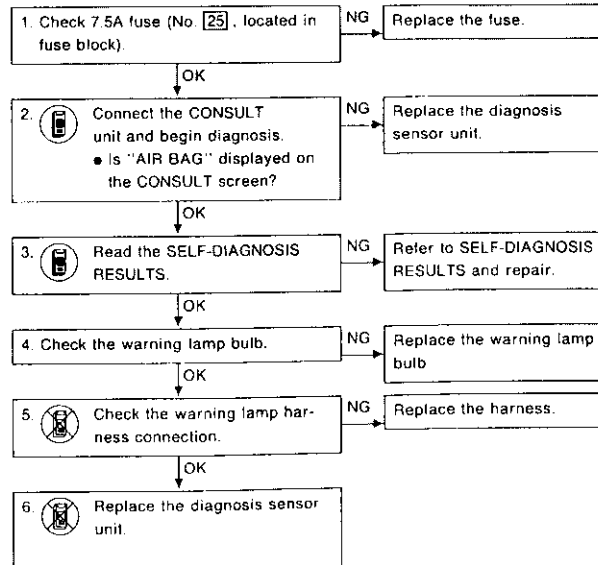 1. Check 7.5A fuse (No. 25, located in
fuse block).
NG
Replace the fuse.
OK
2. Connect the CONSULT
unit and begin diagnosis.
● Is "AIR BAG" displayed on
the CONSULT screen?
NG
Replace the diagnosis
sensor unit.
OK
3. Read the SELF-DIAGNOSIS
RESULTS.
NG
Refer to SELF-DIAGNOSIS
RESULTS and repair.
OK
4. Check the warning lamp bulb.
NG
Replace the warning lamp
bulb
OK
5. Check the warning lamp har-
ness connection.
NG
Replace the harness.
OK
6. Replace the diagnosis sensor
unit.